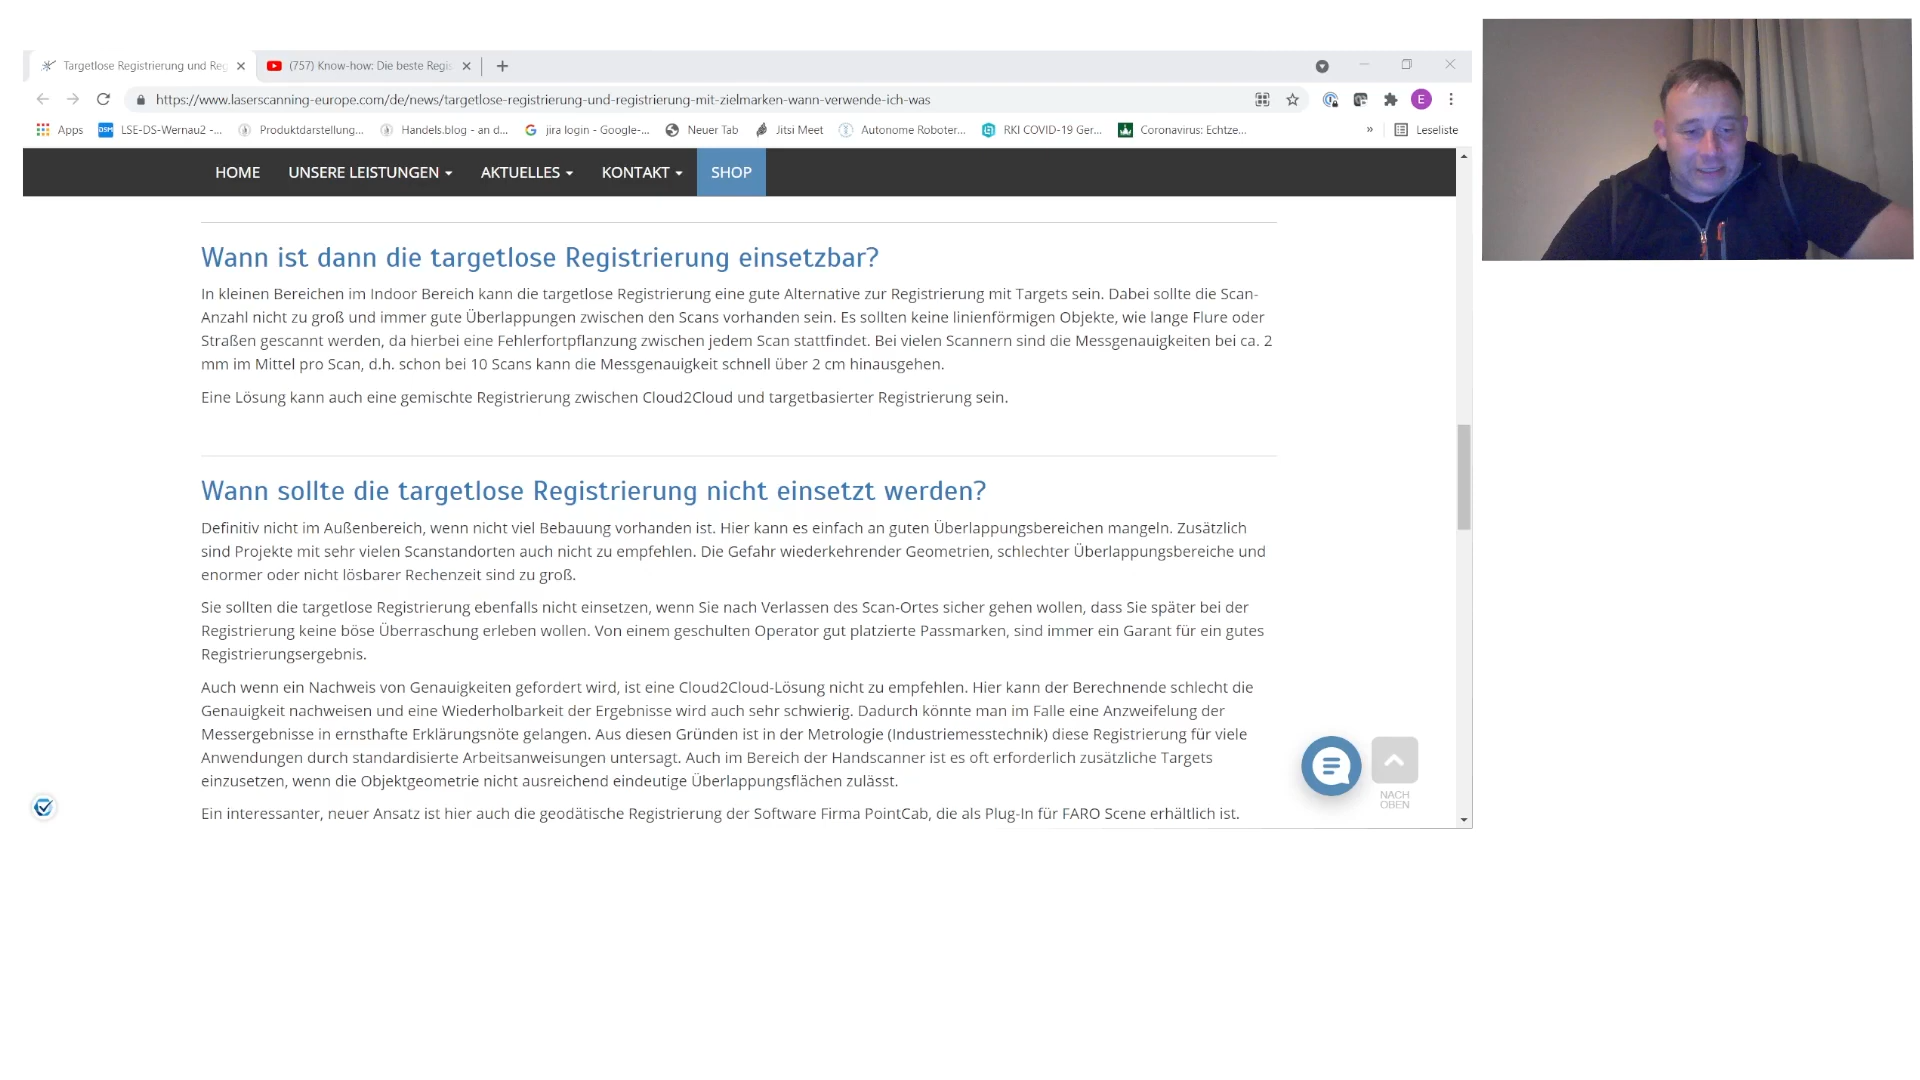 Targetlose Registrierung und Reg
(757) Know-how: Die beste Regis
https://www.laserscanning-europe.com/de/news/targetlose-registrierung-und-registrierung-mit-zielmarken-wann-verwende-ich-was
E
Apps DSM LSE-DS-Wernau2 -... Produktdarstellung... Handels.blog - an d... jira login - Google-... Neuer Tab Jitsi Meet Autonome Roboter... RKI COVID-19 Ger... Coronavirus: Echtze... » Leseliste
HOME UNSERE LEISTUNGEN AKTUELLES KONTAKT SHOP
Wann ist dann die targetlose Registrierung einsetzbar?
In kleinen Bereichen im Indoor Bereich kann die targetlose Registrierung eine gute Alternative zur Registrierung mit Targets sein. Dabei sollte die Scan-
Anzahl nicht zu groß und immer gute Überlappungen zwischen den Scans vorhanden sein. Es sollten keine linienförmigen Objekte, wie lange Flure oder
Straßen gescannt werden, da hierbei eine Fehlerfortpflanzung zwischen jedem Scan stattfindet. Bei vielen Scannern sind die Messgenauigkeiten bei ca. 2
mm im Mittel pro Scan, d.h. schon bei 10 Scans kann die Messgenauigkeit schnell über 2 cm hinausgehen.
Eine Lösung kann auch eine gemischte Registrierung zwischen Cloud2Cloud und targetbasierter Registrierung sein.
Wann sollte die targetlose Registrierung nicht einsetzt werden?
Definitiv nicht im Außenbereich, wenn nicht viel Bebauung vorhanden ist. Hier kann es einfach an guten Überlappungsbereichen mangeln. Zusätzlich
sind Projekte mit sehr vielen Scanstandorten auch nicht zu empfehlen. Die Gefahr wiederkehrender Geometrien, schlechter Überlappungsbereiche und
enormer oder nicht lösbarer Rechenzeit sind zu groß.
Sie sollten die targetlose Registrierung ebenfalls nicht einsetzen, wenn Sie nach Verlassen des Scan-Ortes sicher gehen wollen, dass Sie später bei der
Registrierung keine böse Überraschung erleben wollen. Von einem geschulten Operator gut platzierte Passmarken, sind immer ein Garant für ein gutes
Registrierungsergebnis.
Auch wenn ein Nachweis von Genauigkeiten gefordert wird, ist eine Cloud2Cloud-Lösung nicht zu empfehlen. Hier kann der Berechnende schlecht die
Genauigkeit nachweisen und eine Wiederholbarkeit der Ergebnisse wird auch sehr schwierig. Dadurch könnte man im Falle eine Anzweifelung der
Messergebnisse in ernsthafte Erklärungsnöte gelangen. Aus diesen Gründen ist in der Metrologie (Industriemesstechnik) diese Registrierung für viele
Anwendungen durch standardisierte Arbeitsanweisungen untersagt. Auch im Bereich der Handscanner ist es oft erforderlich zusätzliche Targets
einzusetzen, wenn die Objektgeometrie nicht ausreichend eindeutige Überlappungsflächen zulässt.
Ein interessanter, neuer Ansatz ist hier auch die geodätische Registrierung der Software Firma PointCab, die als Plug-In für FARO Scene erhältlich ist.
NACH
OBEN